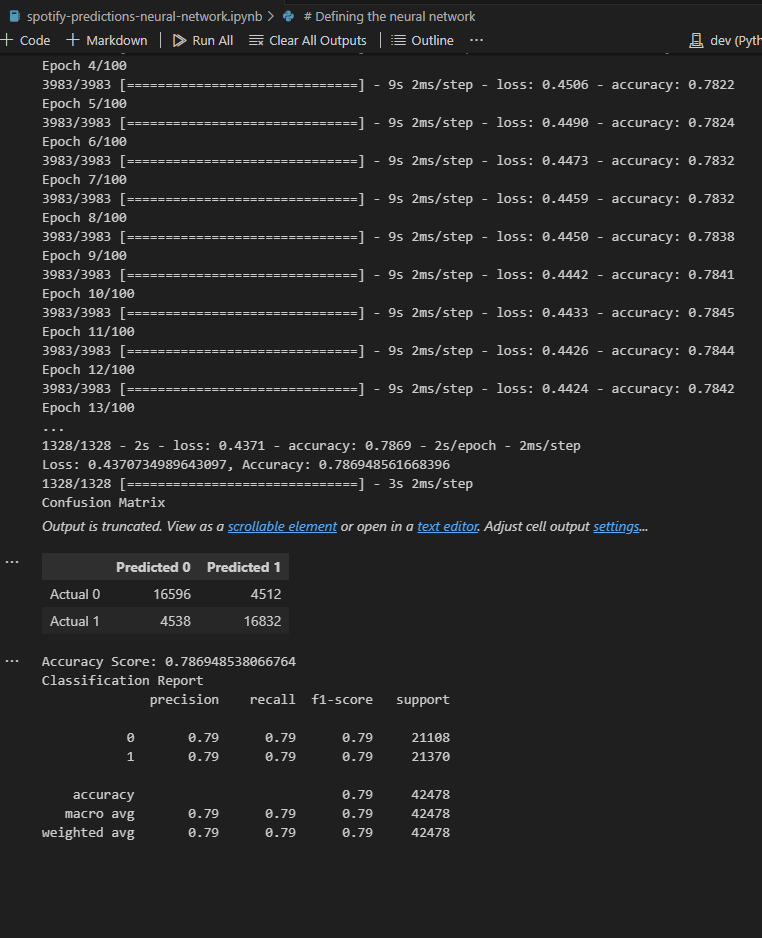 spotify-predictions-neural-network.ipynb > # Defining the neural network
+ Code + Markdown | Run All Clear All Outputs | Outline ... dev (Pyth
Epoch 4/100
3983/3983 [==============================] - 9s 2ms/step - loss: 0.4506 - accuracy: 0.7822
Epoch 5/100
3983/3983 [==============================] - 9s 2ms/step - loss: 0.4490 - accuracy: 0.7824
Epoch 6/100
3983/3983 [==============================] - 9s 2ms/step - loss: 0.4473 - accuracy: 0.7832
Epoch 7/100
3983/3983 [==============================] - 9s 2ms/step - loss: 0.4459 - accuracy: 0.7832
Epoch 8/100
3983/3983 [==============================] - 9s 2ms/step - loss: 0.4450 - accuracy: 0.7838
Epoch 9/100
3983/3983 [==============================] - 9s 2ms/step - loss: 0.4442 - accuracy: 0.7841
Epoch 10/100
3983/3983 [==============================] - 9s 2ms/step - loss: 0.4433 - accuracy: 0.7845
Epoch 11/100
3983/3983 [==============================] - 9s 2ms/step - loss: 0.4426 - accuracy: 0.7844
Epoch 12/100
3983/3983 [==============================] - 9s 2ms/step - loss: 0.4424 - accuracy: 0.7842
Epoch 13/100
...
1328/1328 - 2s - loss: 0.4371 - accuracy: 0.7869 - 2s/epoch - 2ms/step
Loss: 0.4370734989643097, Accuracy: 0.786948561668396
1328/1328 [==============================] - 3s 2ms/step
Confusion Matrix
Output is truncated. View as a scrollable element or open in a text editor. Adjust cell output settings...
...
Predicted 0 Predicted 1
Actual 0 16596 4512
Actual 1 4538 16832
...
Accuracy Score: 0.786948538066764
Classification Report
precision recall f1-score support
0 0.79 0.79 0.79 21108
1 0.79 0.79 0.79 21370
accuracy 0.79 42478
macro avg 0.79 0.79 0.79 42478
weighted avg 0.79 0.79 0.79 42478